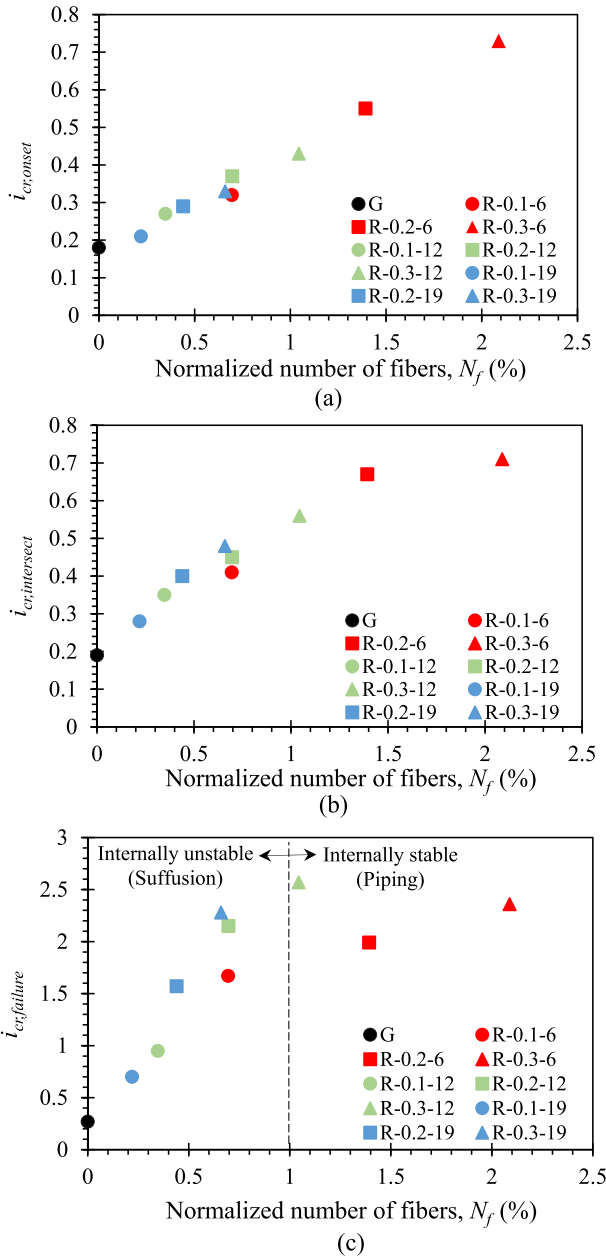 0.8
0.7
0.6
0.5
0.4
0.3
0.2
0.1
0
i_cr,onset
G R-0.1-6
R-0.2-6 R-0.3-6
R-0.1-12 R-0.2-12
R-0.3-12 R-0.1-19
R-0.2-19 R-0.3-19
0 0.5 1 1.5 2 2.5
Normalized number of fibers, N_f (%)
(a)
0.8
0.7
0.6
0.5
0.4
0.3
0.2
0.1
0
i_cr,intersect
G R-0.1-6
R-0.2-6 R-0.3-6
R-0.1-12 R-0.2-12
R-0.3-12 R-0.1-19
R-0.2-19 R-0.3-19
0 0.5 1 1.5 2 2.5
Normalized number of fibers, N_f (%)
(b)
3
2.5
2
1.5
1
0.5
0
i_cr,failure
Internally unstable Internally stable
(Suffusion) (Piping)
G R-0.1-6
R-0.2-6 R-0.3-6
R-0.1-12 R-0.2-12
R-0.3-12 R-0.1-19
R-0.2-19 R-0.3-19
0 0.5 1 1.5 2 2.5
Normalized number of fibers, N_f (%)
(c)